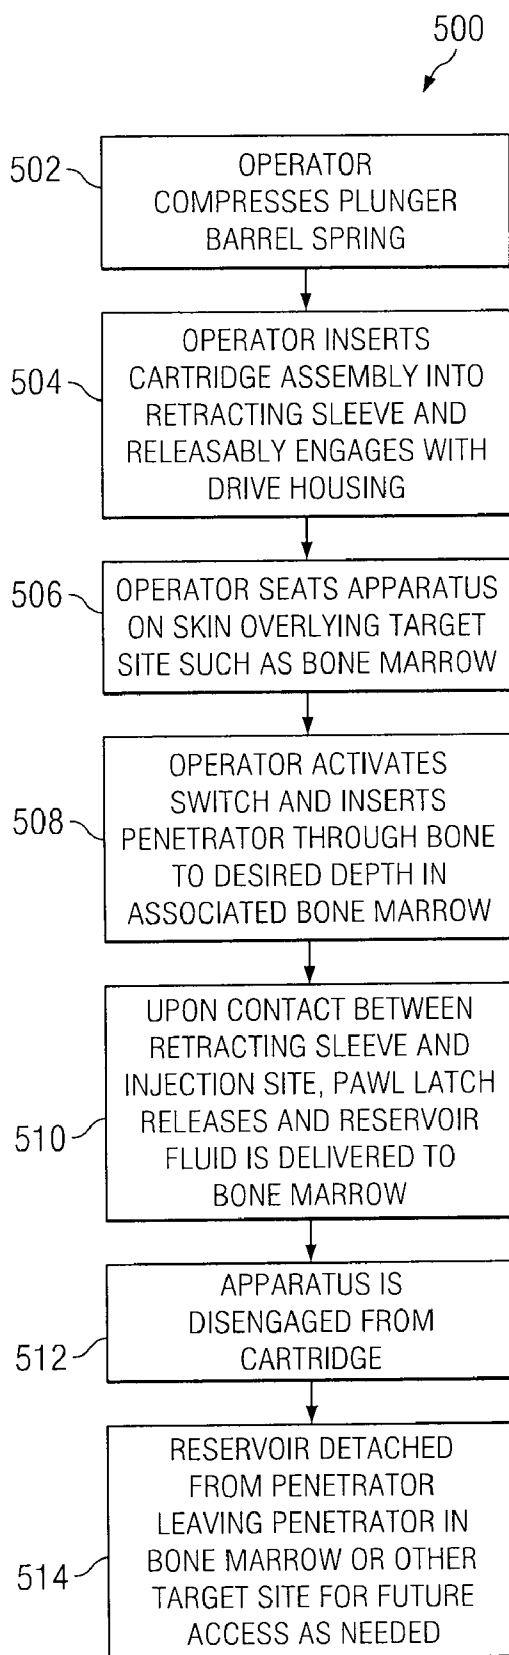 500
502
OPERATOR
COMPRESSES PLUNGER
BARREL SPRING
504
OPERATOR INSERTS
CARTRIDGE ASSEMBLY INTO
RETRACTING SLEEVE AND
RELEASABLY ENGAGES WITH
DRIVE HOUSING
506
OPERATOR SEATS APPARATUS
ON SKIN OVERLYING TARGET
SITE SUCH AS BONE MARROW
508
OPERATOR ACTIVATES
SWITCH AND INSERTS
PENETRATOR THROUGH BONE
TO DESIRED DEPTH IN
ASSOCIATED BONE MARROW
510
UPON CONTACT BETWEEN
RETRACTING SLEEVE AND
INJECTION SITE, PAWL LATCH
RELEASES AND RESERVOIR
FLUID IS DELIVERED TO
BONE MARROW
512
APPARATUS IS
DISENGAGED FROM
CARTRIDGE
514
RESERVOIR DETACHED
FROM PENETRATOR
LEAVING PENETRATOR IN
BONE MARROW OR OTHER
TARGET SITE FOR FUTURE
ACCESS AS NEEDED